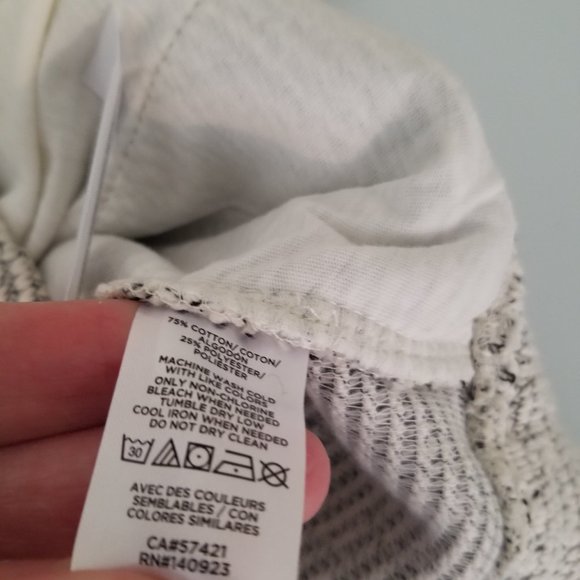 75% COTTON/ COTON/
ALGODÓN
25% POLYESTER/
POLIÉSTER
MACHINE WASH COLD
WITH LIKE COLORS
ONLY NON-CHLORINE
BLEACH WHEN NEEDED
TUMBLE DRY LOW
COOL IRON WHEN NEEDED
DO NOT DRY CLEAN
30
AVEC DES COULEURS
SEMBLABLES / CON
COLORES SIMILARES
CA#57421
RN#140923